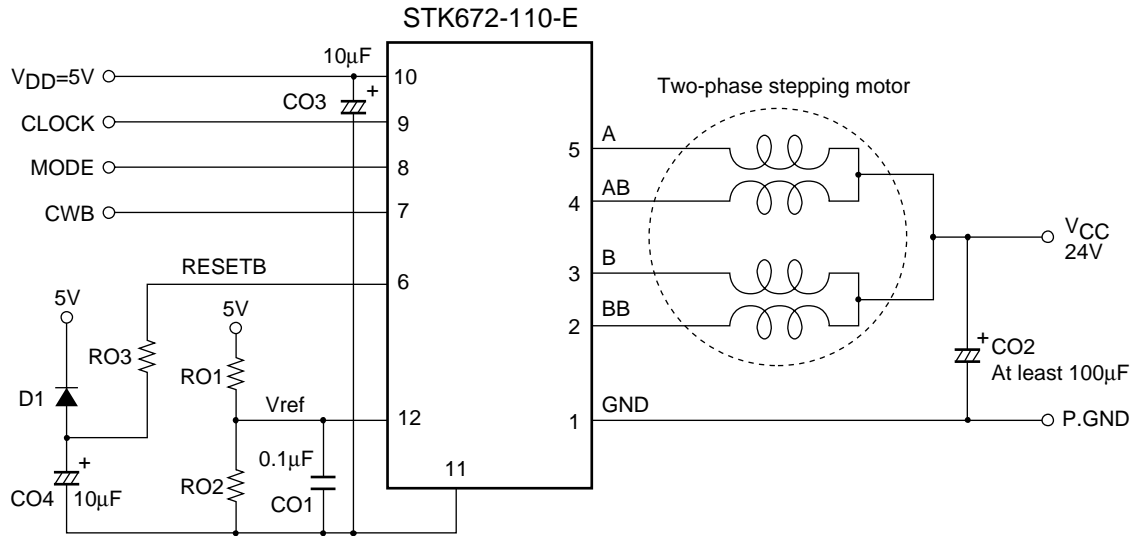 STK672-110-E
10μF
VDD=5V
10
CO3
+
CLOCK
9
MODE
8
CWB
7
RESETB
6
5V
5V
RO3
RO1
D1
Vref
12
+
CO4
10μF
RO2
0.1μF
CO1
11
Two-phase stepping motor
A
5
AB
4
B
3
BB
2
VCC
24V
+
CO2
At least 100μF
GND
1
P.GND